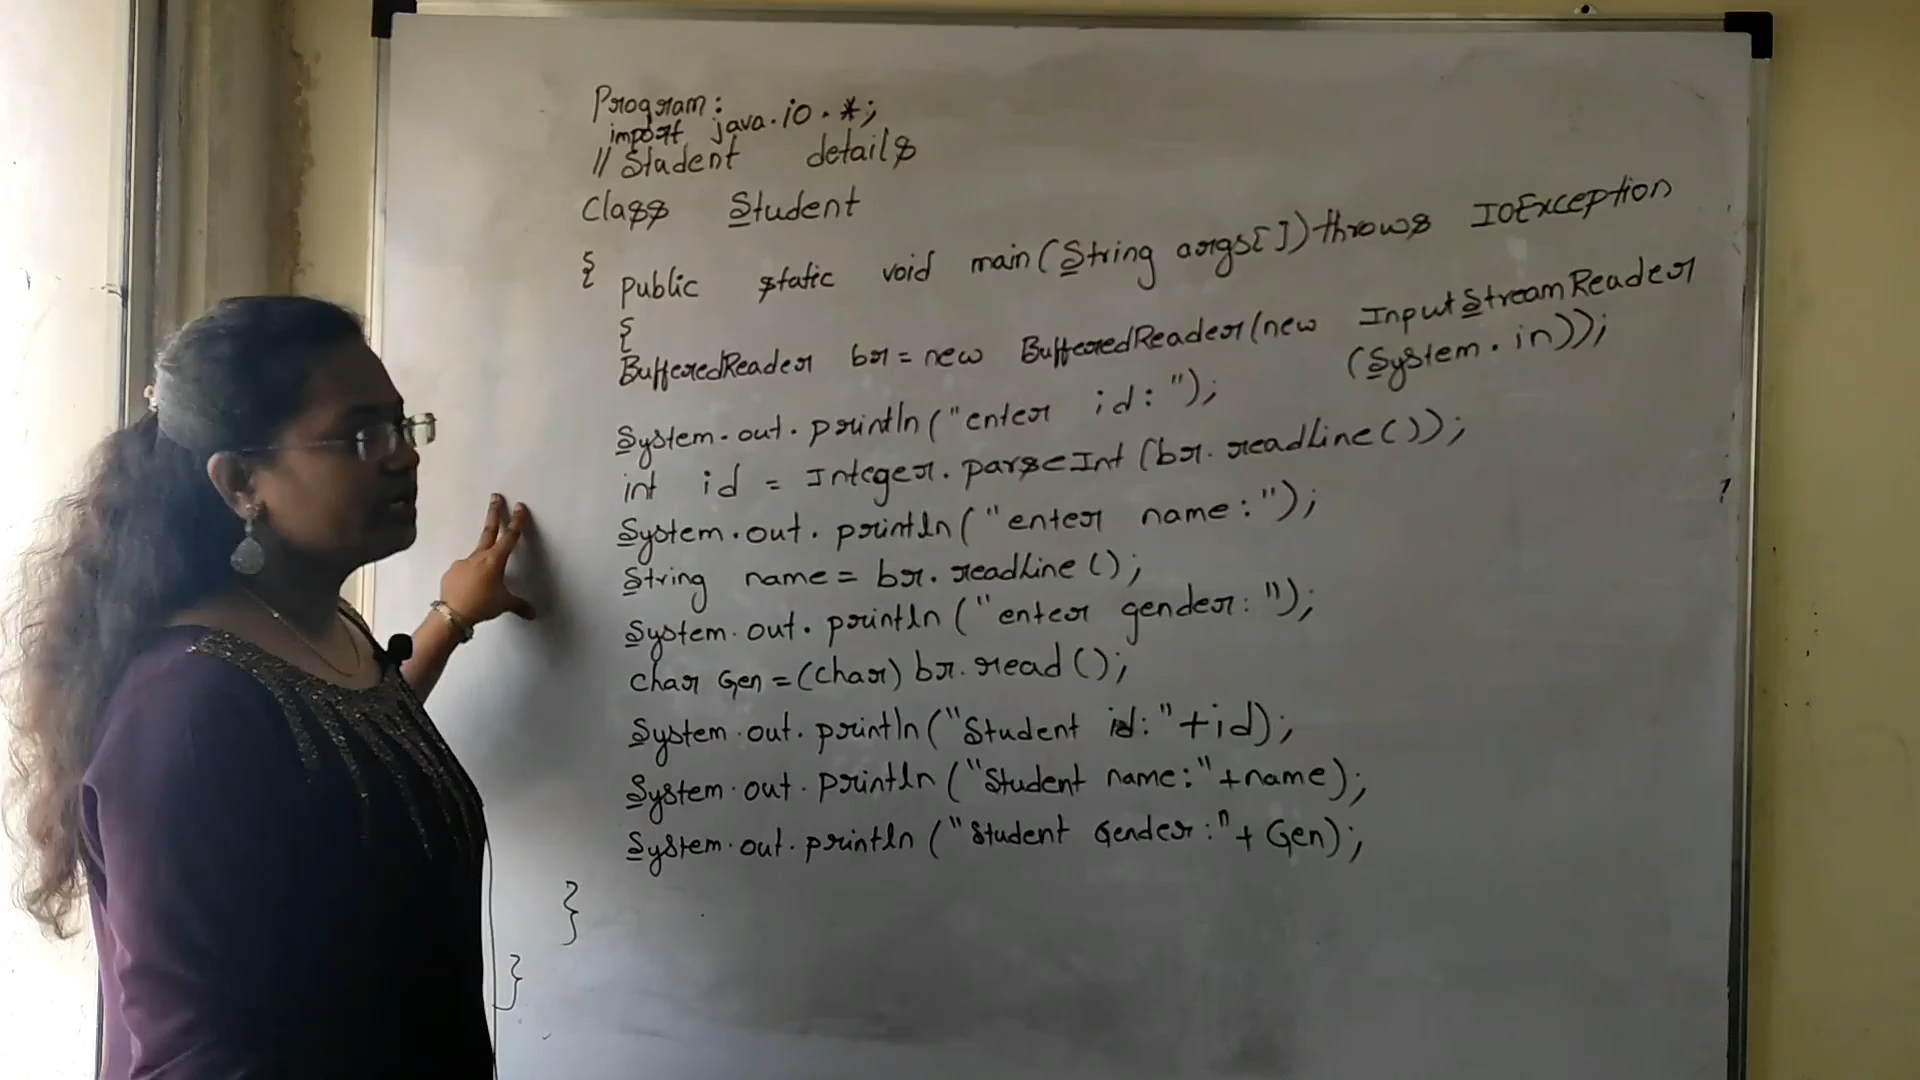 Program:
import java.io.*;
// Student details
Class Student
{
public static void main(String args[])throws IOException
{
BufferedReader br = new BufferedReader(new InputStreamReader
(System.in));
System.out.println("enter id:");
int id = Integer.parseInt(br.readLine());
System.out.println("enter name:");
String name = br.readLine();
System.out.println("enter gender:");
char Gen = (char) br.read();
System.out.println("Student id:"+id);
System.out.println("Student name:"+name);
System.out.println("Student Gender:"+ Gen);
}
}